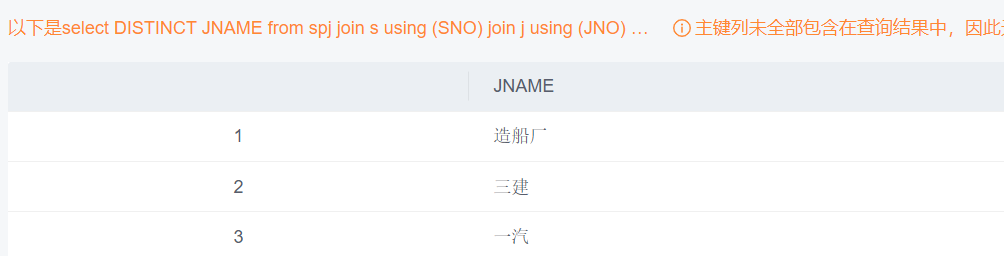 以下是select DISTINCT JNAME from spj join s using (SNO) join j using (JNO) … 主键列未全部包含在查询结果中，因此
JNAME
1 造船厂
2 三建
3 一汽